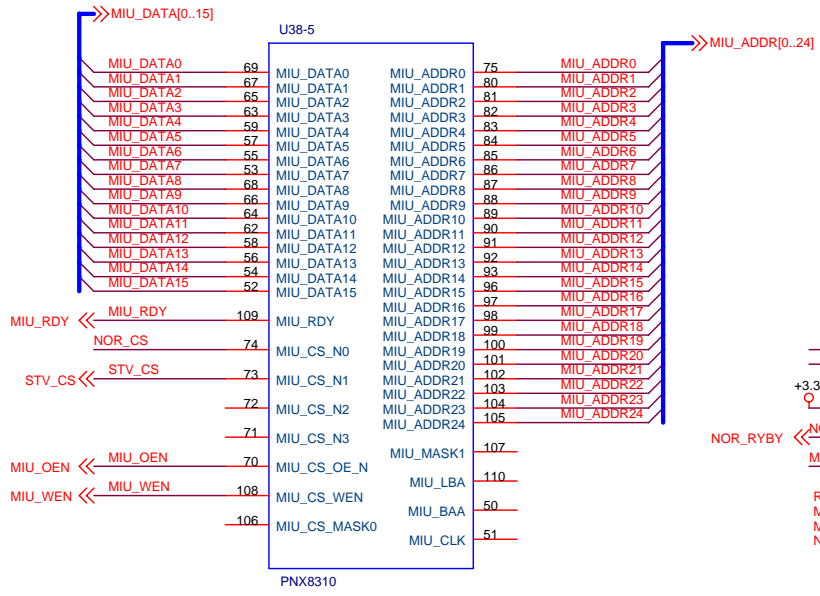 MIU_DATA[0..15]
U38-5
MIU_ADDR[0..24]
MIU_DATA0 69 MIU_DATA0 MIU_ADDR0 75 MIU_ADDR0
MIU_DATA1 67 MIU_DATA1 MIU_ADDR1 80 MIU_ADDR1
MIU_DATA2 65 MIU_DATA2 MIU_ADDR2 81 MIU_ADDR2
MIU_DATA3 63 MIU_DATA3 MIU_ADDR3 82 MIU_ADDR3
MIU_DATA4 59 MIU_DATA4 MIU_ADDR4 83 MIU_ADDR4
MIU_DATA5 57 MIU_DATA5 MIU_ADDR5 84 MIU_ADDR5
MIU_DATA6 55 MIU_DATA6 MIU_ADDR6 85 MIU_ADDR6
MIU_DATA7 53 MIU_DATA7 MIU_ADDR7 86 MIU_ADDR7
MIU_DATA8 68 MIU_DATA8 MIU_ADDR8 87 MIU_ADDR8
MIU_DATA9 66 MIU_DATA9 MIU_ADDR9 88 MIU_ADDR9
MIU_DATA10 64 MIU_DATA10 MIU_ADDR10 89 MIU_ADDR10
MIU_DATA11 62 MIU_DATA11 MIU_ADDR11 90 MIU_ADDR11
MIU_DATA12 58 MIU_DATA12 MIU_ADDR12 91 MIU_ADDR12
MIU_DATA13 56 MIU_DATA13 MIU_ADDR13 92 MIU_ADDR13
MIU_DATA14 54 MIU_DATA14 MIU_ADDR14 93 MIU_ADDR14
MIU_DATA15 52 MIU_DATA15 MIU_ADDR15 96 MIU_ADDR15
MIU_ADDR16 97 MIU_ADDR16
MIU_RDY MIU_RDY 109 MIU_RDY MIU_ADDR17 98 MIU_ADDR17
MIU_ADDR18 99 MIU_ADDR18
NOR_CS 74 MIU_CS_N0 MIU_ADDR19 100 MIU_ADDR19
MIU_ADDR20 101 MIU_ADDR20
STV_CS STV_CS 73 MIU_CS_N1 MIU_ADDR21 102 MIU_ADDR21
MIU_ADDR22 103 MIU_ADDR22
+3.3
72 MIU_CS_N2 MIU_ADDR23 104 MIU_ADDR23
MIU_ADDR24 105 MIU_ADDR24
71 MIU_CS_N3
NOR_RYBY
MIU_MASK1 107
MIU_OEN MIU_OEN 70 MIU_CS_OE_N
MIU_LBA 110
MIU_WEN MIU_WEN 108 MIU_CS_WEN
MIU_BAA 50
106 MIU_CS_MASK0
MIU_CLK 51
PNX8310